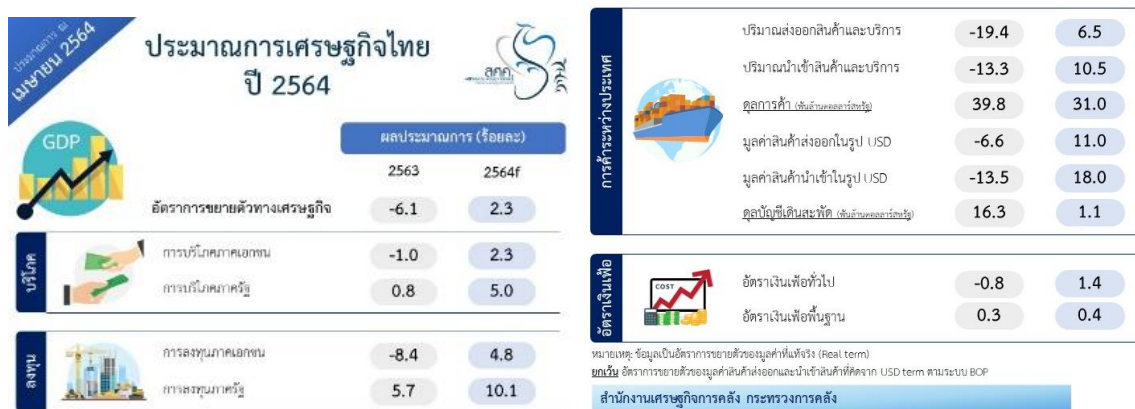 ประมาณการ ณ
เมษายน 2564
ประมาณการเศรษฐกิจไทย
ปี 2564
สศค.
GDP
ผลประมาณการ (ร้อยละ)
2563 2564f
อัตราการขยายตัวทางเศรษฐกิจ -6.1 2.3
บริโภค
การบริโภคภาคเอกชน -1.0 2.3
การบริโภคภาครัฐ 0.8 5.0
ลงทุน
การลงทุนภาคเอกชน -8.4 4.8
การลงทุนภาครัฐ 5.7 10.1
การค้าระหว่างประเทศ
ปริมาณส่งออกสินค้าและบริการ -19.4 6.5
ปริมาณนำเข้าสินค้าและบริการ -13.3 10.5
ดุลการค้า (พันล้านดอลลาร์สหรัฐ) 39.8 31.0
มูลค่าสินค้าส่งออกในรูป USD -6.6 11.0
มูลค่าสินค้านำเข้าในรูป USD -13.5 18.0
ดุลบัญชีเดินสะพัด (พันล้านดอลลาร์สหรัฐ) 16.3 1.1
อัตราเงินเฟ้อ
COST
อัตราเงินเฟ้อทั่วไป -0.8 1.4
อัตราเงินเฟ้อพื้นฐาน 0.3 0.4
หมายเหตุ: ข้อมูลเป็นอัตราการขยายตัวของมูลค่าที่แท้จริง (Real term)
ยกเว้น อัตราการขยายตัวของมูลค่าสินค้าส่งออกและนำเข้าสินค้าที่คิดจาก USD term ตามระบบ BOP
สำนักงานเศรษฐกิจการคลัง กระทรวงการคลัง